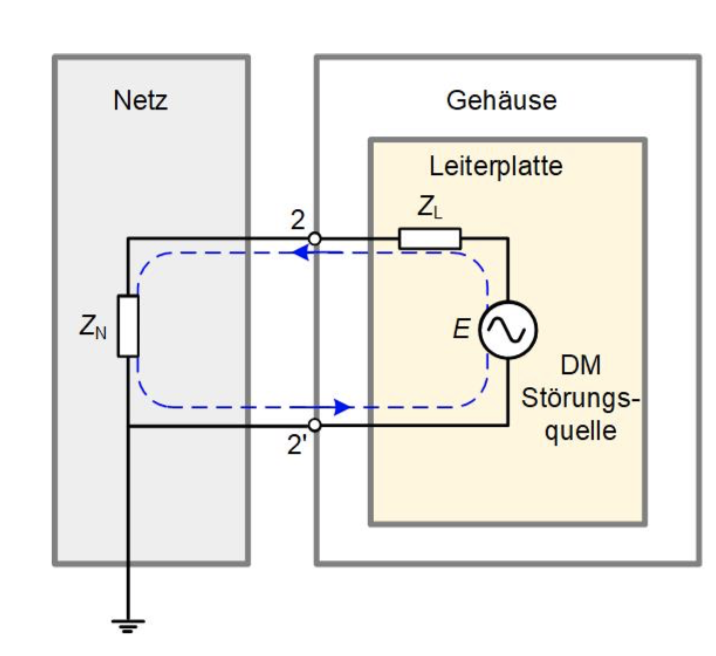 Netz
Gehäuse
Leiterplatte
Z_L
2
Z_N
E
DM
Störungs-
quelle
2'